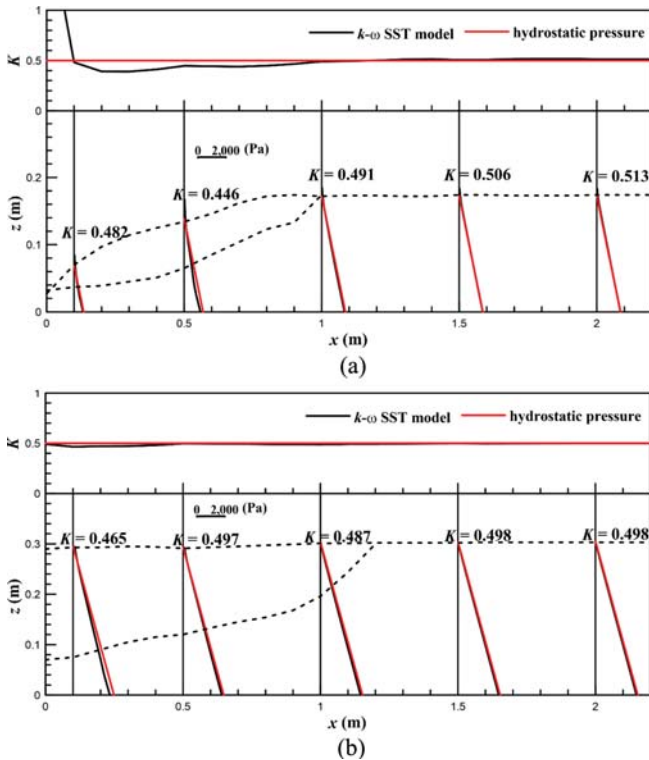 1
k-ω SST model hydrostatic pressure
K
0.5
0
0 2,000 (Pa)
K = 0.482
K = 0.446
K = 0.491
K = 0.506
K = 0.513
z (m)
0.2
0.1
0
0 0.5 1 1.5 2
x (m)
(a)
1
k-ω SST model hydrostatic pressure
K
0.5
0
0 2,000 (Pa)
K = 0.465 K = 0.497 K = 0.487 K = 0.498 K = 0.498
z (m)
0.3
0.2
0.1
0
0 0.5 1 1.5 2
x (m)
(b)